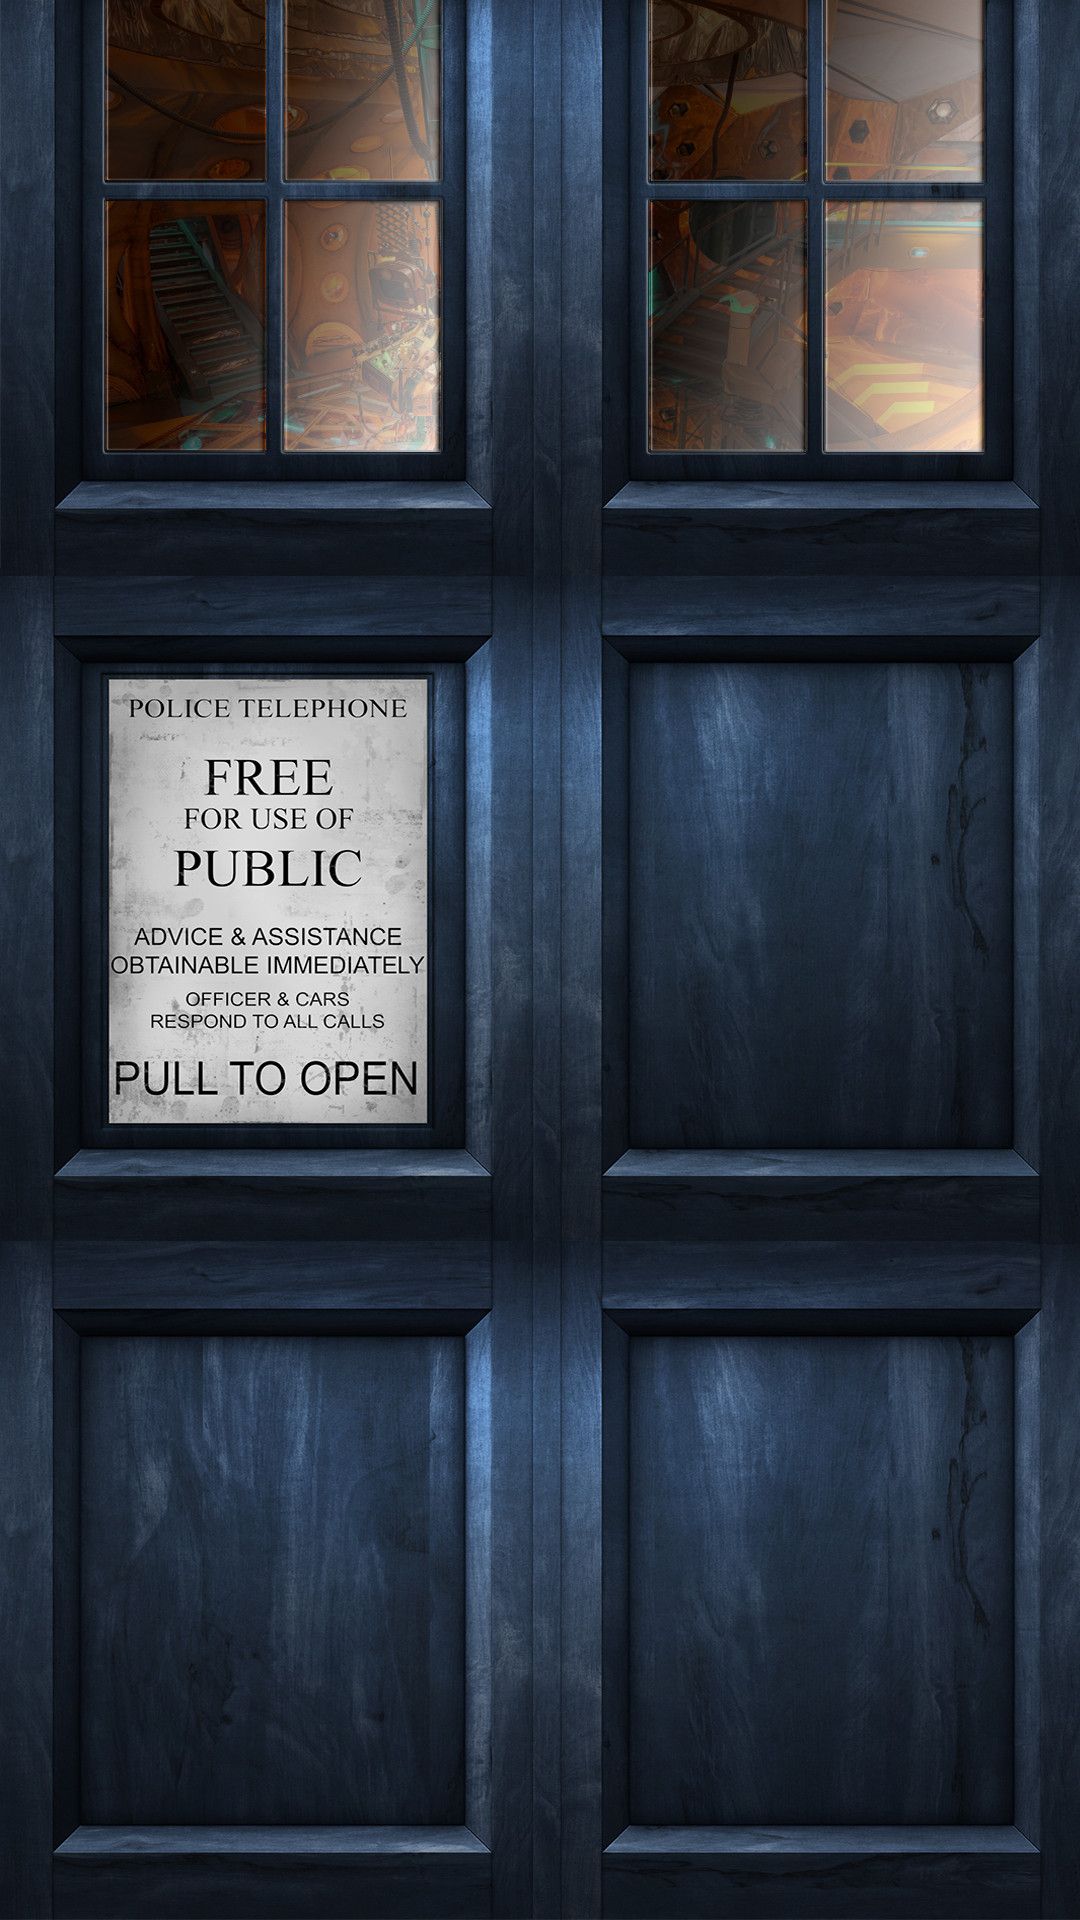 POLICE TELEPHONE
FREE
FOR USE OF
PUBLIC
ADVICE & ASSISTANCE
OBTAINABLE IMMEDIATELY
OFFICER & CARS
RESPOND TO ALL CALLS
PULL TO OPEN